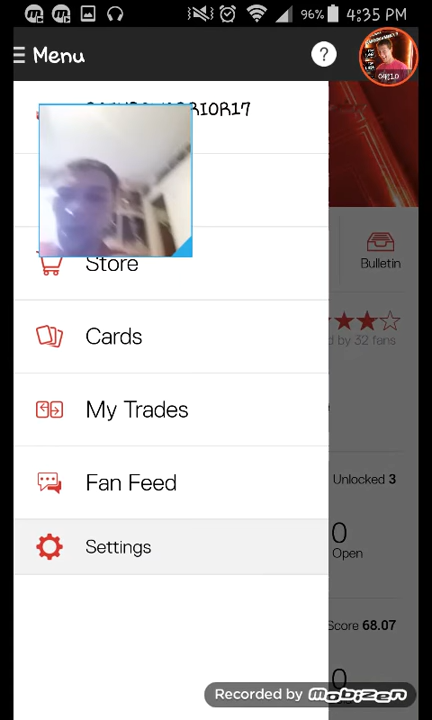 96% 4:35 PM
Menu ?
Store
Bulletin
Cards
by 32 fans
My Trades
Fan Feed
Unlocked 3
0
Open
Settings
Score 68.07
0
Recorded by mobizen